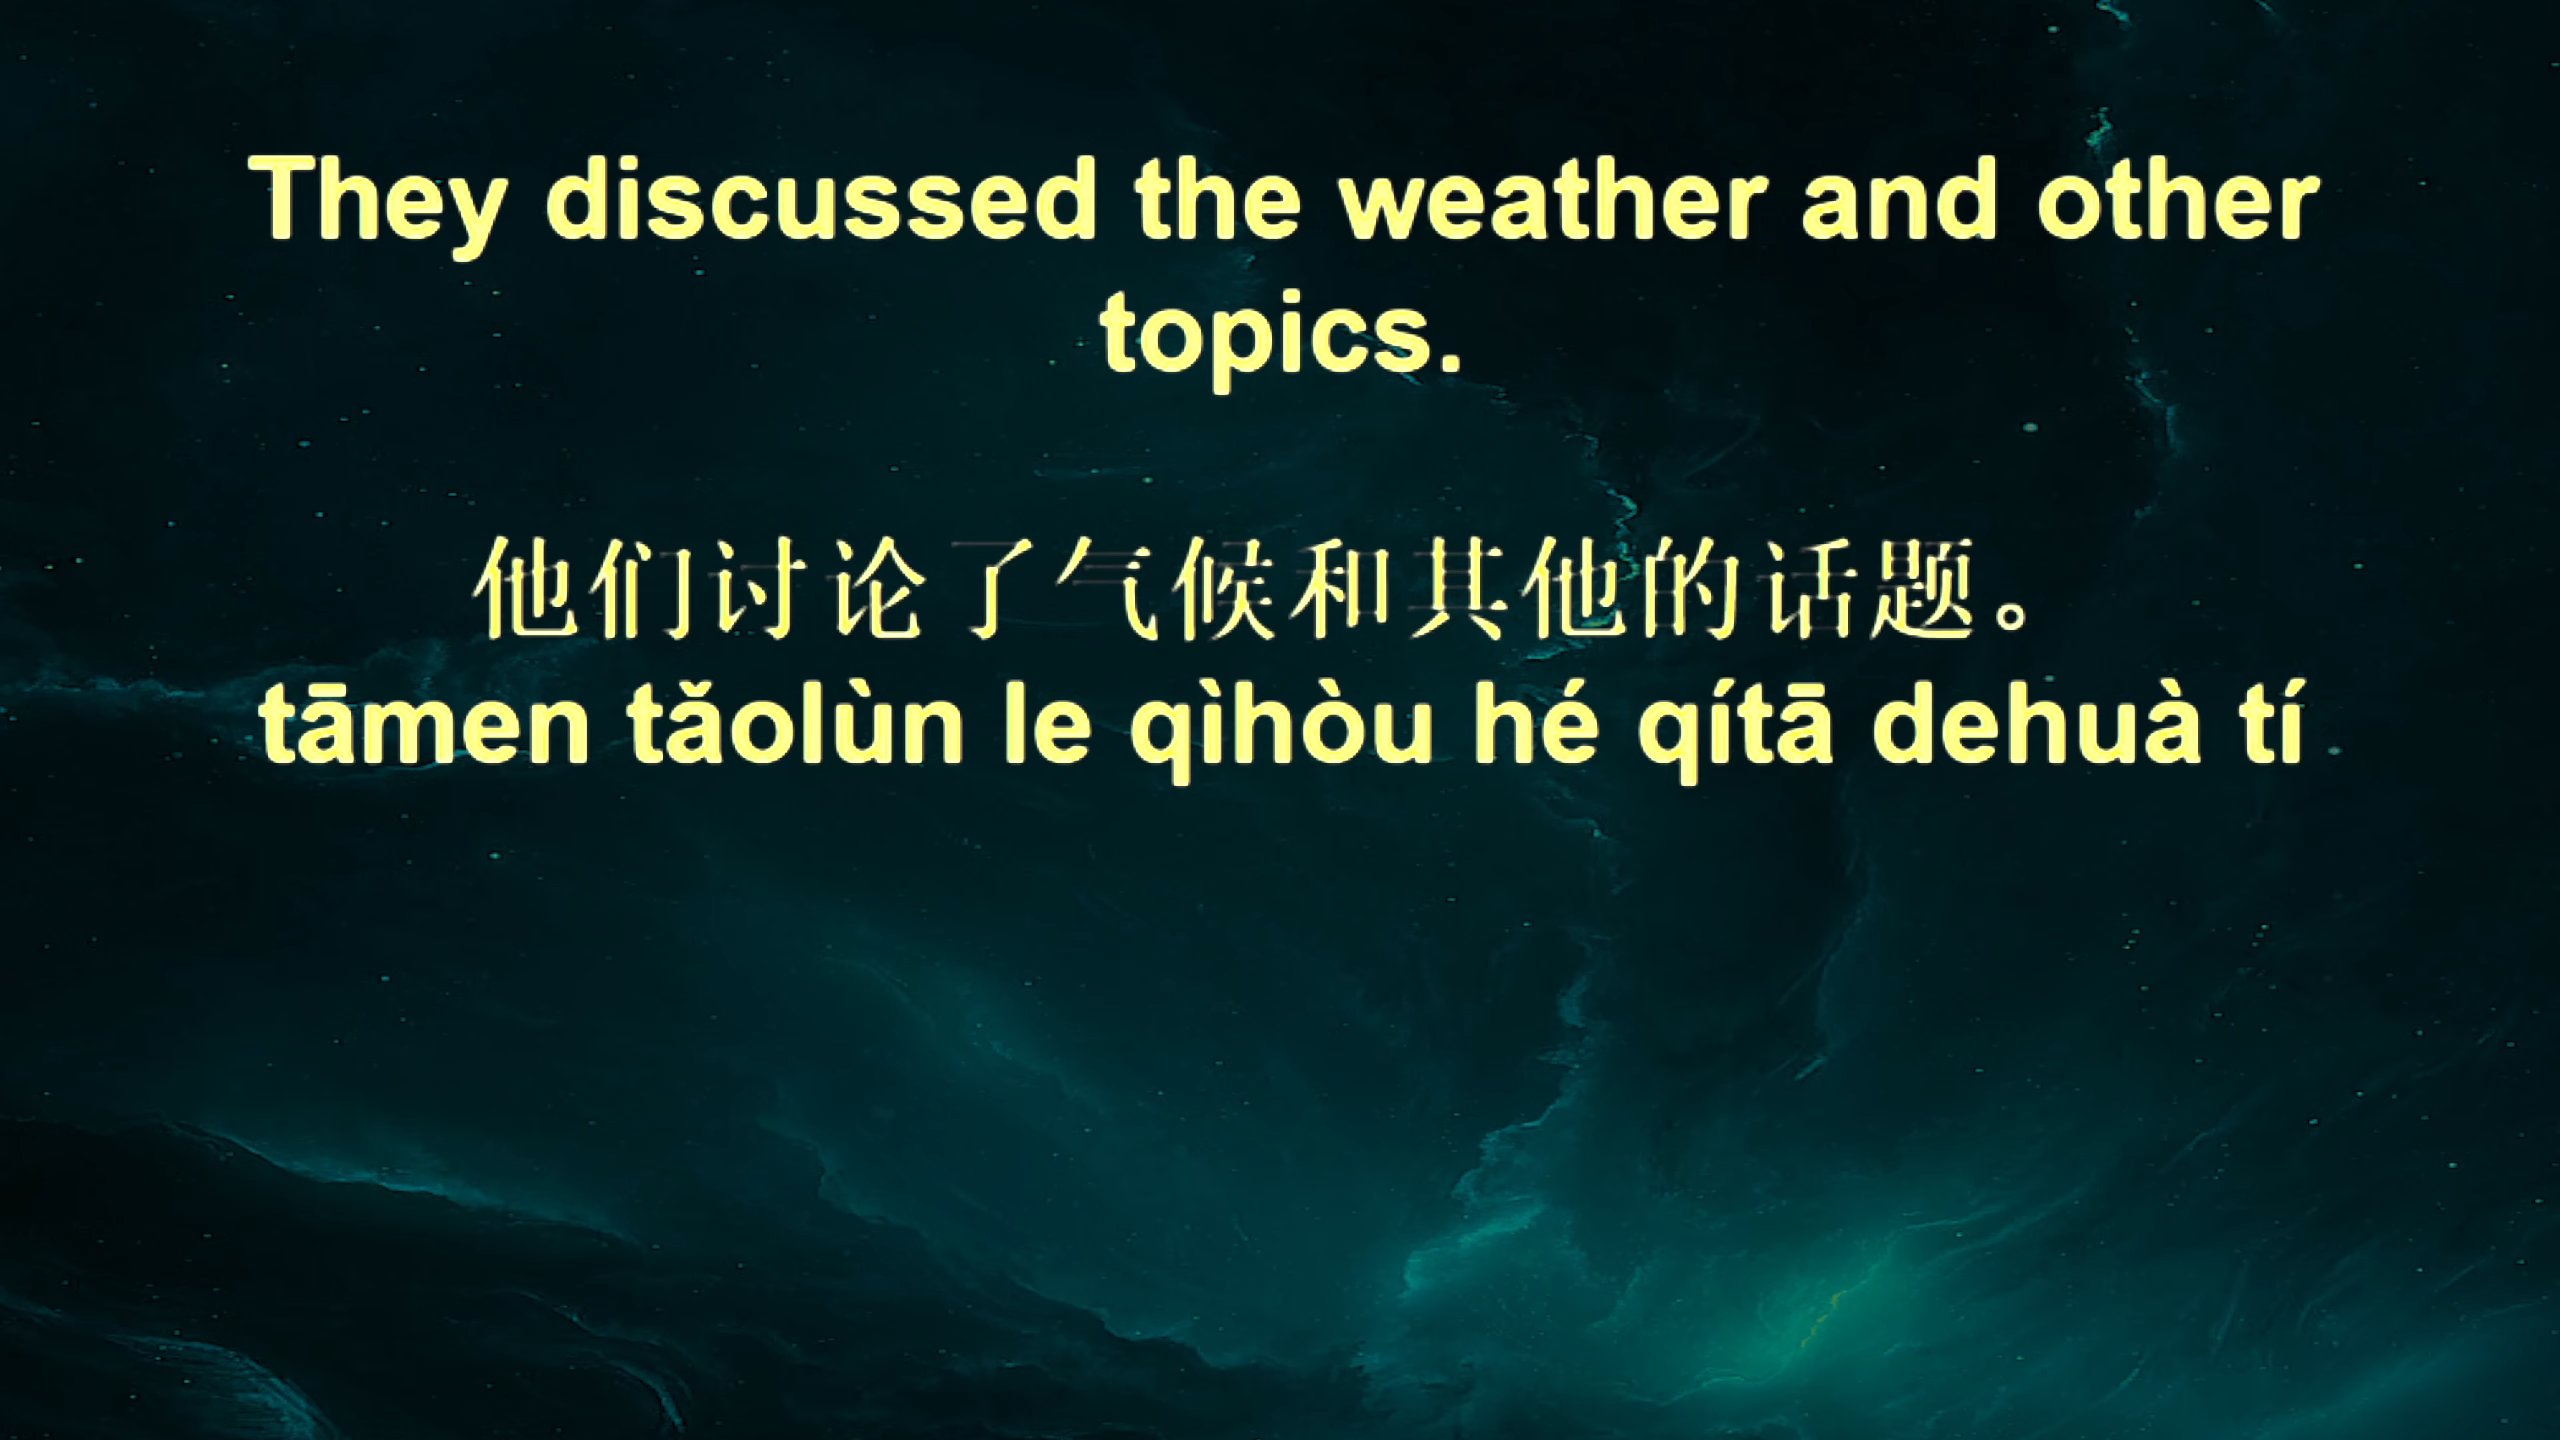 They discussed the weather and other
topics.
他们讨论了气候和其他的话题。
tāmen tǎolùn le qìhòu hé qítā dehuà tí